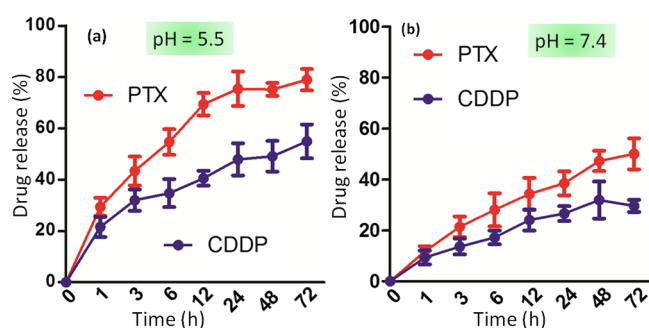 (a)
pH = 5.5
PTX
CDDP
Drug release (%)
100
80
60
40
20
0
0 1 3 6 12 24 48 72
Time (h)
(b)
pH = 7.4
PTX
CDDP
Drug release (%)
100
80
60
40
20
0
0 1 3 6 12 24 48 72
Time (h)